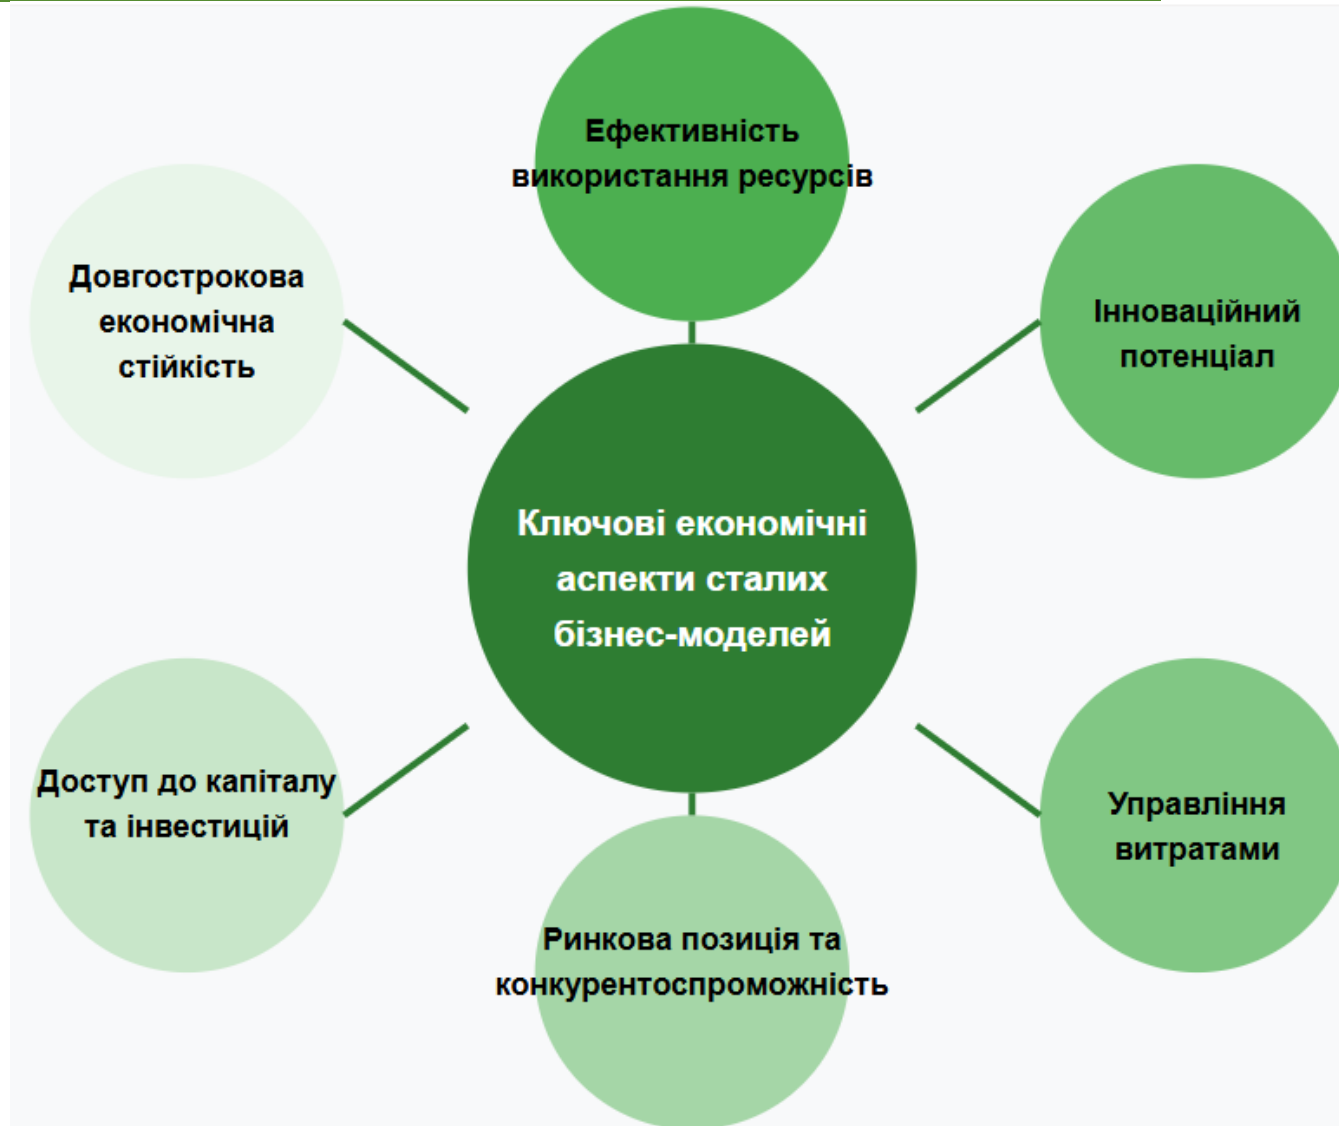 Ефективність
використання ресурсів
Інноваційний
потенціал
Управління
витратами
Ринкова позиція та
конкурентоспроможність
Доступ до капіталу
та інвестицій
Довгострокова
економічна
стійкість
Ключові економічні
аспекти сталих
бізнес-моделей